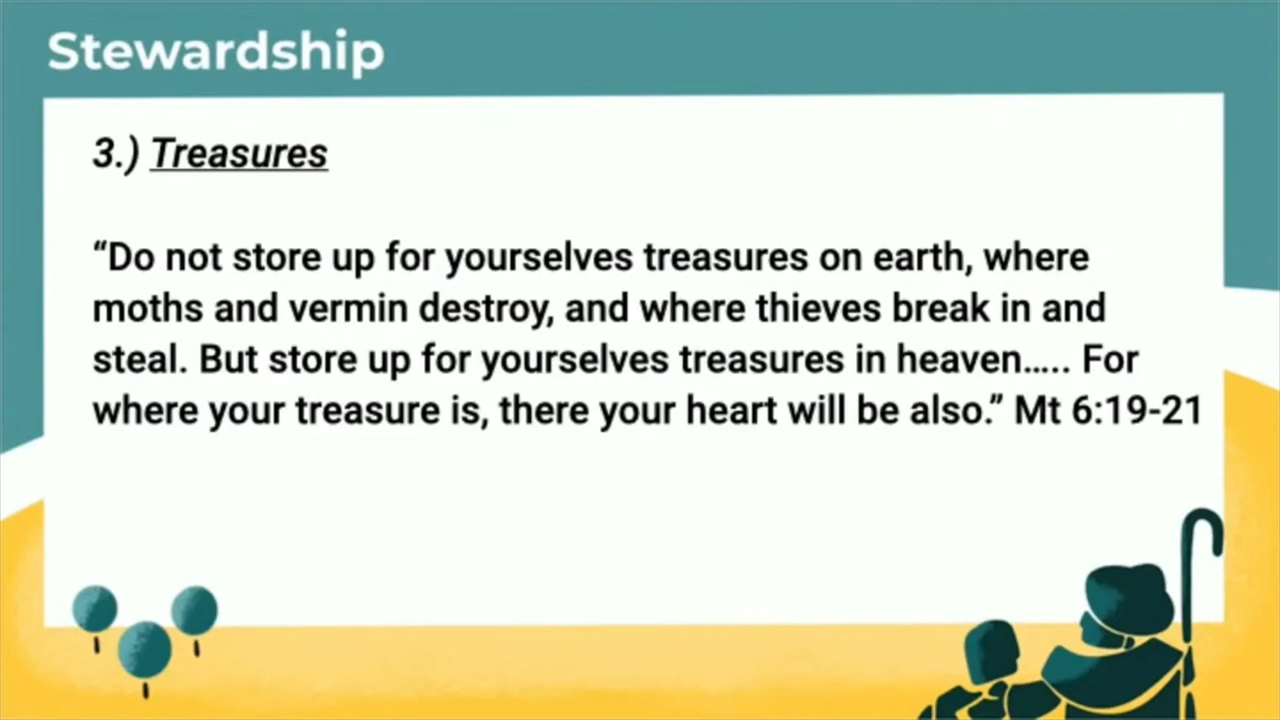 Stewardship
3.) Treasures
“Do not store up for yourselves treasures on earth, where
moths and vermin destroy, and where thieves break in and
steal. But store up for yourselves treasures in heaven..... For
where your treasure is, there your heart will be also.” Mt 6:19-21